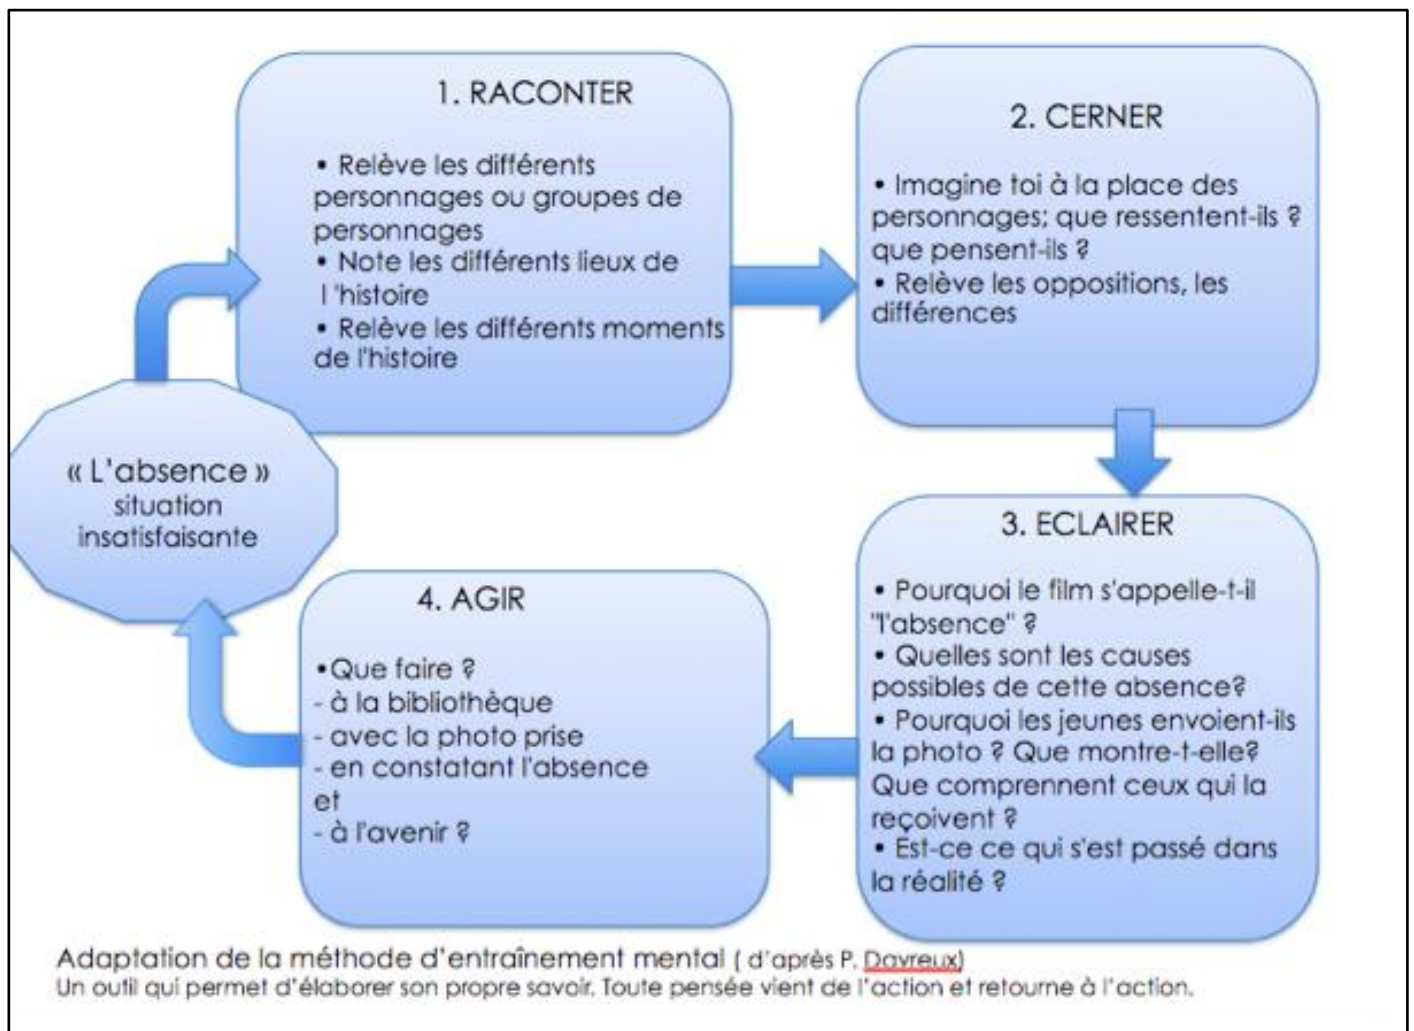 1. RACONTER
• Relève les différents
personnages ou groupes de
personnages
• Note les différents lieux de
l 'histoire
• Relève les différents moments
de l'histoire
2. CERNER
• Imagine toi à la place des
personnages; que ressentent-ils ?
que pensent-ils ?
• Relève les oppositions, les
différences
3. ECLAIRER
• Pourquoi le film s'appelle-t-il
"l'absence" ?
• Quelles sont les causes
possibles de cette absence?
• Pourquoi les jeunes envoient-ils
la photo ? Que montre-t-elle?
Que comprennent ceux qui la
reçoivent ?
• Est-ce ce qui s'est passé dans
la réalité ?
4. AGIR
•Que faire ?
- à la bibliothèque
- avec la photo prise
- en constatant l'absence
et
- à l'avenir ?
« L'absence »
situation
insatisfaisante
Adaptation de la méthode d'entraînement mental ( d'après P. Davreux)
Un outil qui permet d'élaborer son propre savoir. Toute pensée vient de l'action et retourne à l'action.